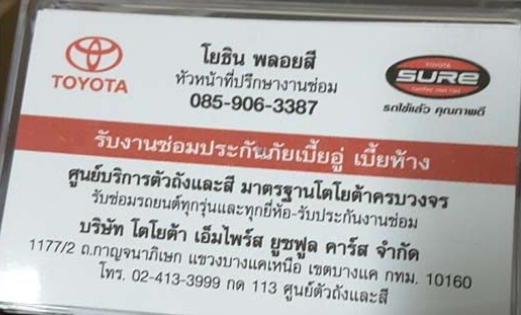 TOYOTA
โยธิน พลอยสี
หัวหน้าที่ปรึกษางานซ่อม
085-906-3387
TOYOTA
SURE
รถใช้แล้ว คุณภาพดี
รับงานซ่อมประกันภัยเบี้ยอู่ เบี้ยห้าง
ศูนย์บริการตัวถังและสี มาตรฐานโตโยต้าครบวงจร
รับซ่อมรถยนต์ทุกรุ่นและทุกยี่ห้อ-รับประกันงานซ่อม
บริษัท โตโยต้า เอ็มไพร์ส ยูซฟูล คาร์ส จำกัด
1177/2 ถ.กาญจนาภิเษก แขวงบางแคเหนือ เขตบางแค กทม. 10160
โทร. 02-413-3999 กด 113 ศูนย์ตัวถังและสี